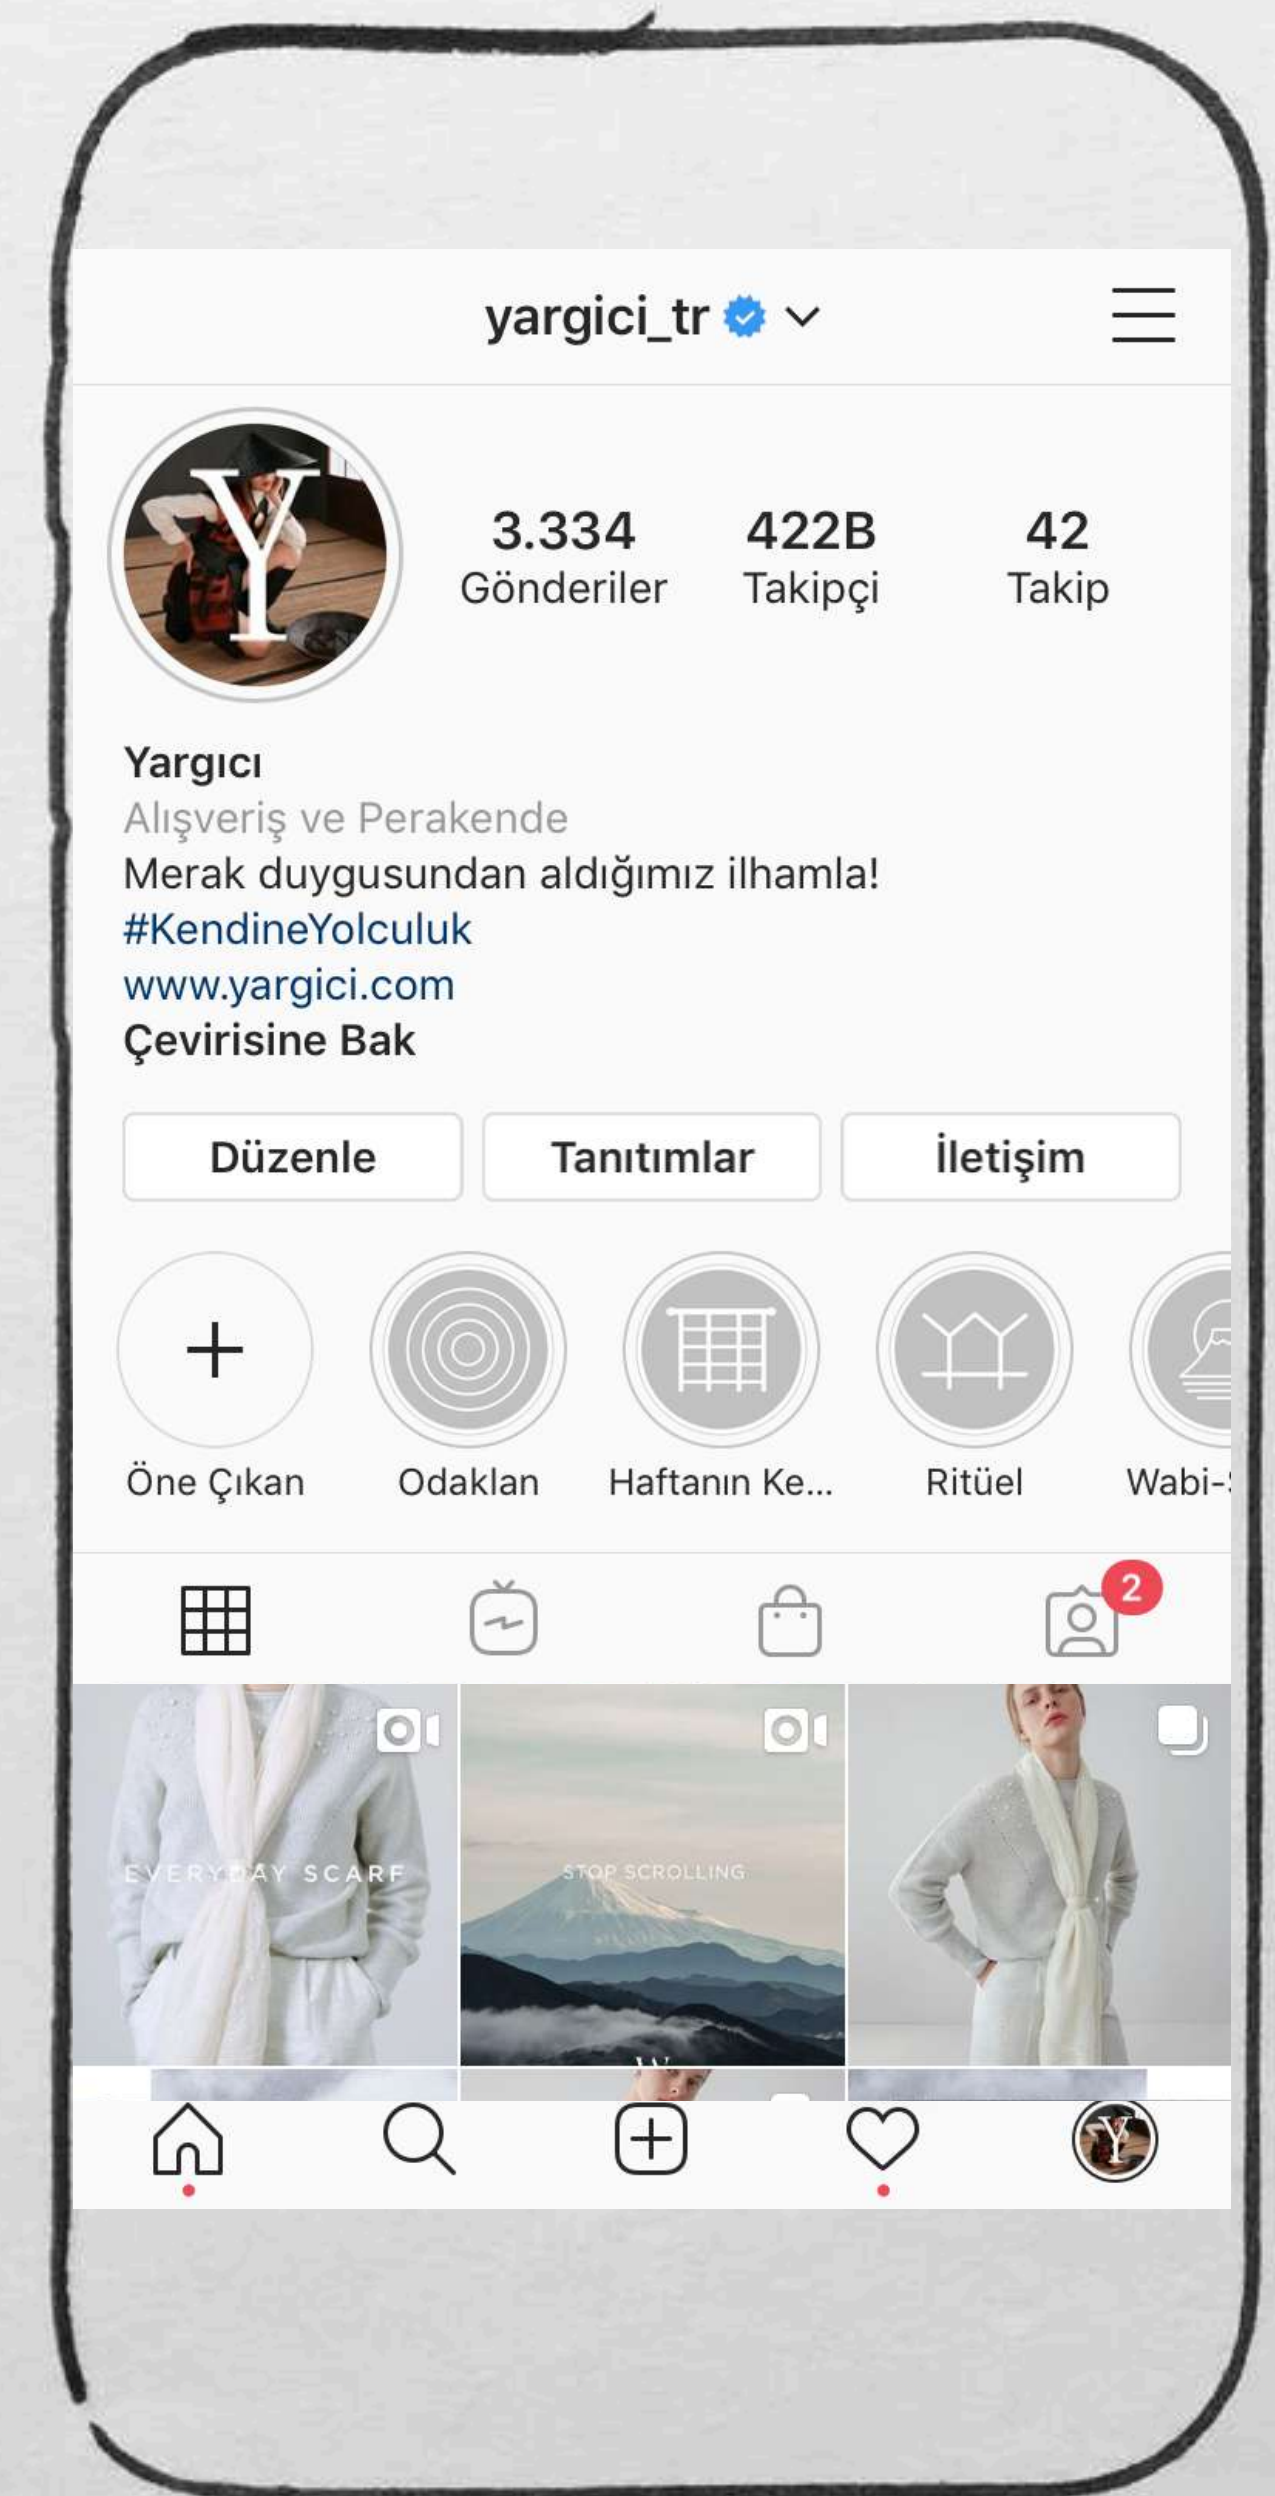 yargici_tr
Y
3.334 422B 42
Gönderiler Takipçi Takip
Yargıcı
Alışveriş ve Perakende
Merak duygusundan aldığımız ilhamla!
#KendineYolculuk
www.yargici.com
Çevirisine Bak
Düzenle Tanıtımlar İletişim
Öne Çıkan Odaklan Haftanın Ke... Ritüel Wabi-
2
EVERYDAY SCARF STOP SCROLLING
Y